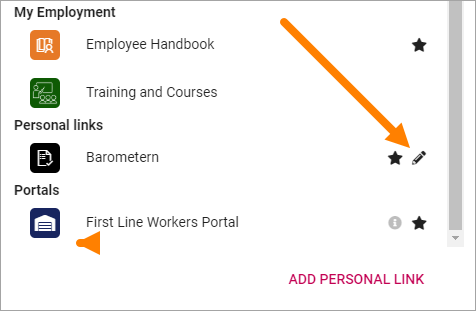 My Employment
Employee Handbook
Training and Courses
Personal links
Barometern
Portals
First Line Workers Portal
ADD PERSONAL LINK